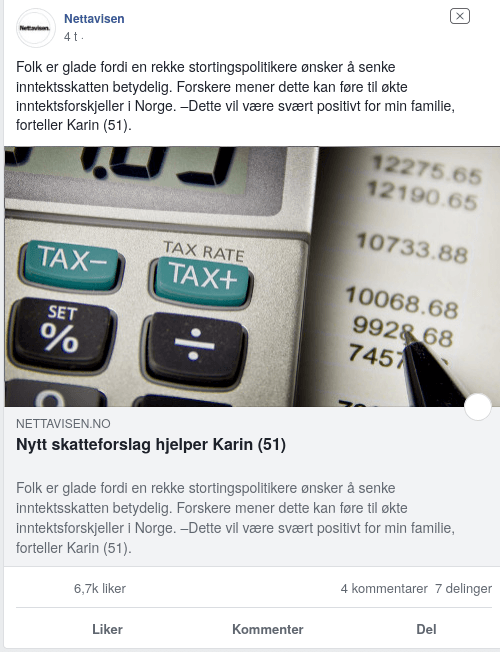 Nettavisen.
Nettavisen
4 t ·
Folk er glade fordi en rekke stortingspolitikere ønsker å senke
inntektsskatten betydelig. Forskere mener dette kan føre til økte
inntektsforskjeller i Norge. –Dette vil være svært positivt for min familie,
forteller Karin (51).
12275.65
12190.65
TAX RATE
TAX–
TAX+
10733.88
SET
%
÷
10068.68
9928.68
NETTAVISEN.NO
Nytt skatteforslag hjelper Karin (51)
Folk er glade fordi en rekke stortingspolitikere ønsker å senke
inntektsskatten betydelig. Forskere mener dette kan føre til økte
inntektsforskjeller i Norge. –Dette vil være svært positivt for min familie,
forteller Karin (51).
6,7k liker
4 kommentarer 7 delinger
Liker Kommenter Del